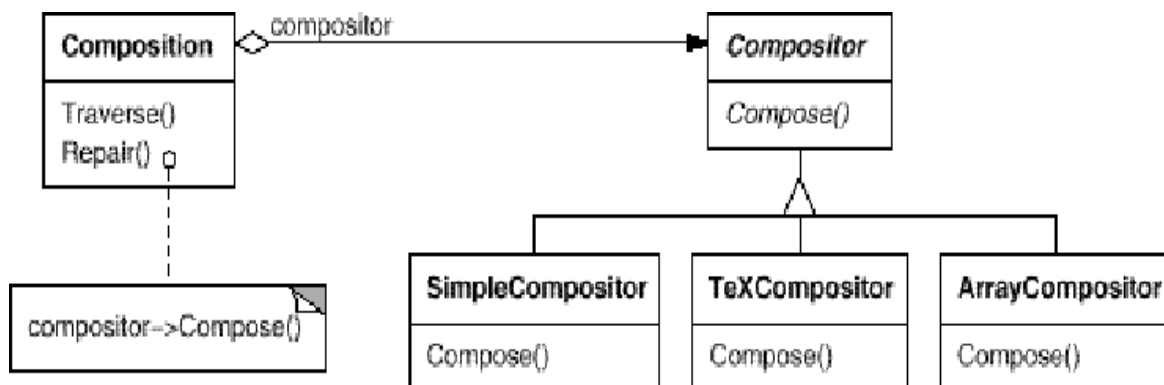 Composition
Traverse()
Repair()
compositor
Compositor
Compose()
compositor->Compose()
SimpleCompositor
Compose()
TeXCompositor
Compose()
ArrayCompositor
Compose()